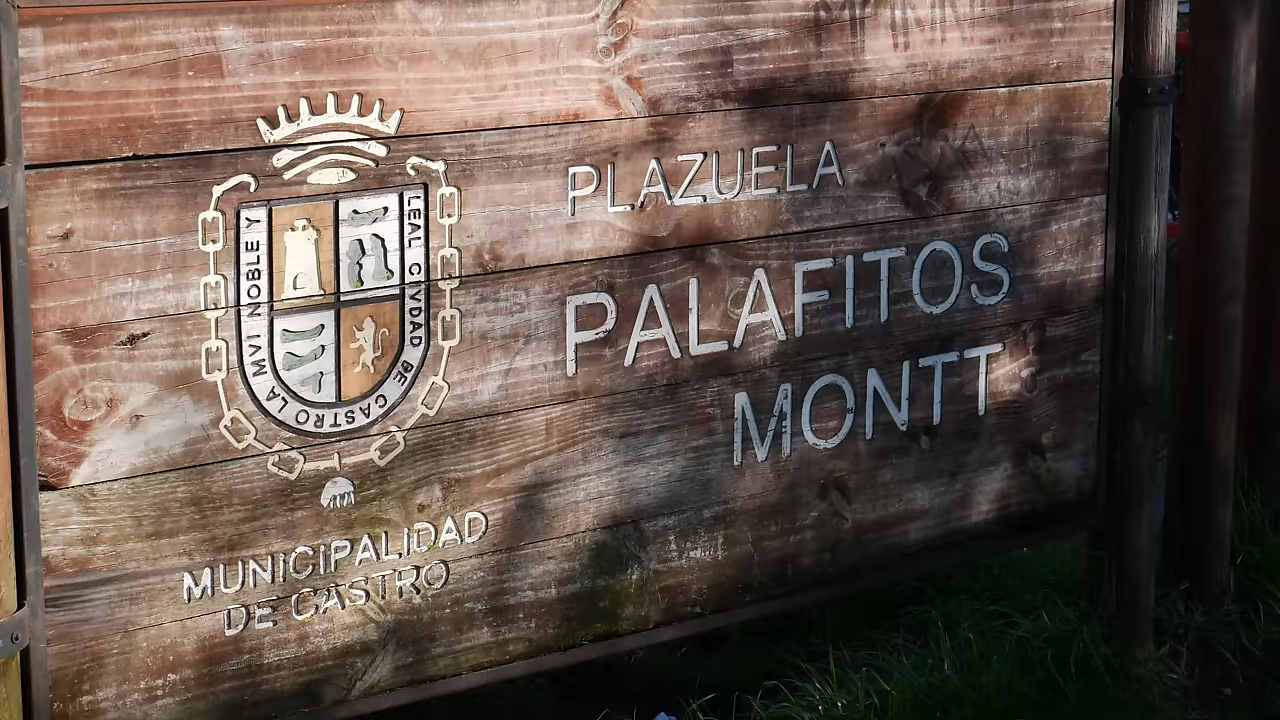 PLAZUELA
PALAFITOS
MONTT
LA MVI NOBLE Y
LEAL CIVDAD DE CASTRO
MUNICIPALIDAD
DE CASTRO